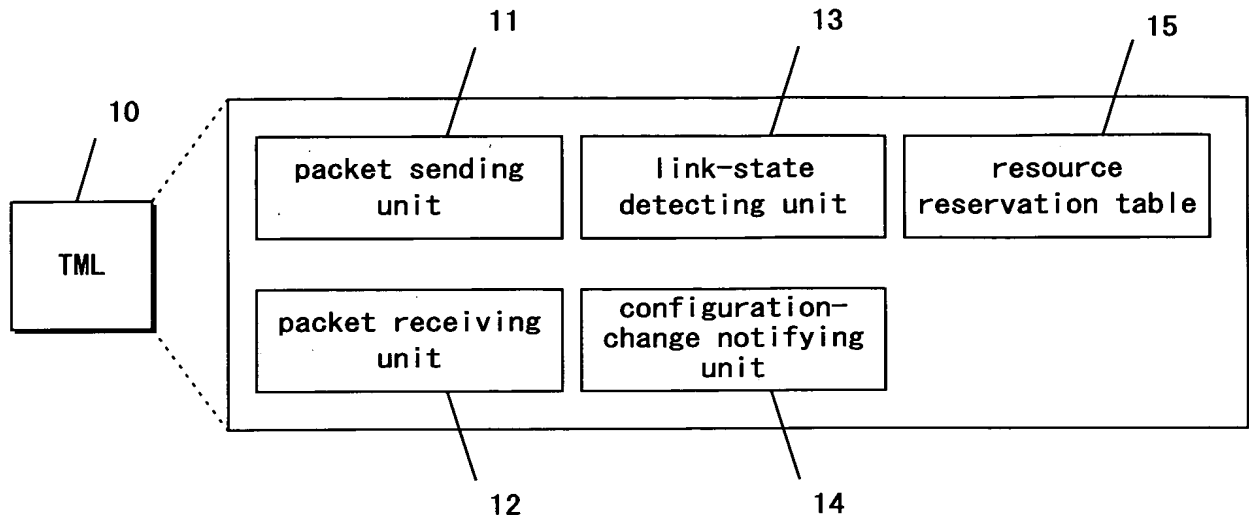 11
13
15
10
packet sending
unit
link-state
detecting unit
resource
reservation table
TML
packet receiving
unit
configuration-
change notifying
unit
12
14